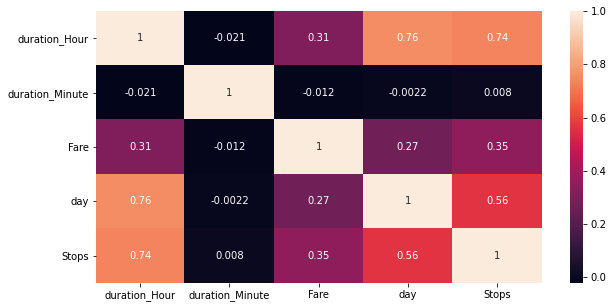 duration_Hour 1 -0.021 0.31 0.76 0.74
duration_Minute -0.021 1 -0.012 -0.0022 0.008
Fare 0.31 -0.012 1 0.27 0.35
day 0.76 -0.0022 0.27 1 0.56
Stops 0.74 0.008 0.35 0.56 1
duration_Hour duration_Minute Fare day Stops
1.0
0.8
0.6
0.4
0.2
0.0